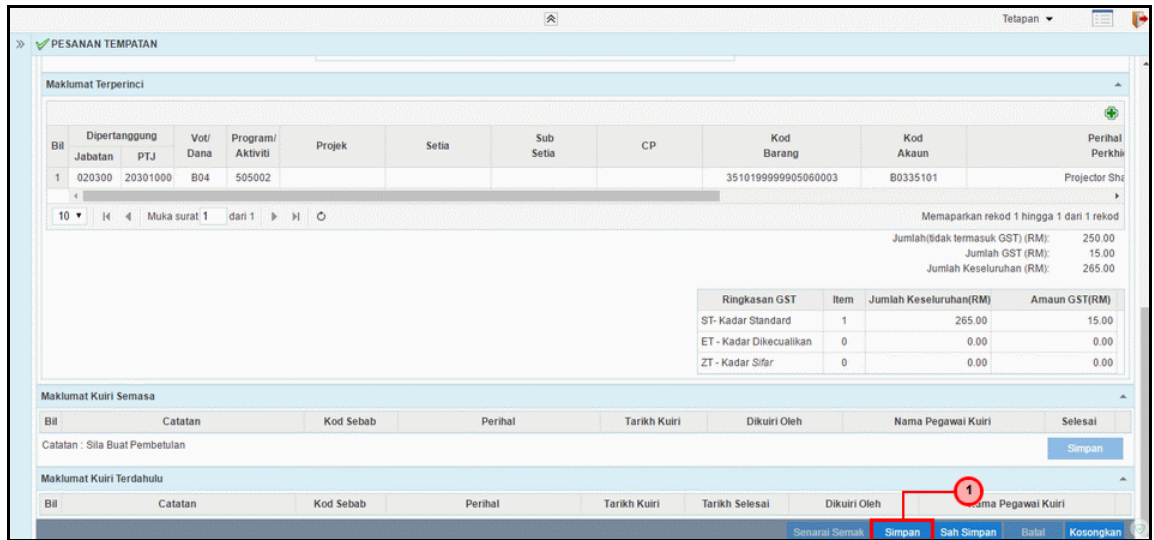 Tetapan
PESANAN TEMPATAN
Maklumat Terperinci
Bil Dipertanggung Vot/ Dana Program/ Aktiviti Projek Setia Sub Setia CP Kod Barang Kod Akaun Perihal Perkhi
Jabatan PTJ
1 020300 20301000 B04 505002 3510199999905060003 B0335101 Projector Sha
10 Muka surat 1 dari 1 Memaparkan rekod 1 hingga 1 dari 1 rekod
Jumlah(tidak termasuk GST) (RM): 250.00
Jumlah GST (RM): 15.00
Jumlah Keseluruhan (RM): 265.00
Ringkasan GST Item Jumlah Keseluruhan(RM) Amaun GST(RM)
ST- Kadar Standard 1 265.00 15.00
ET - Kadar Dikecualikan 0 0.00 0.00
ZT - Kadar Sifar 0 0.00 0.00
Maklumat Kuiri Semasa
Bil Catatan Kod Sebab Perihal Tarikh Kuiri Dikuiri Oleh Nama Pegawai Kuiri Selesai
Catatan : Sila Buat Pembetulan Simpan
Maklumat Kuiri Terdahulu
Bil Catatan Kod Sebab Perihal Tarikh Kuiri Tarikh Selesai Dikuiri Oleh Nama Pegawai Kuiri
1
Senarai Semak Simpan Sah Simpan Batal Kosongkan